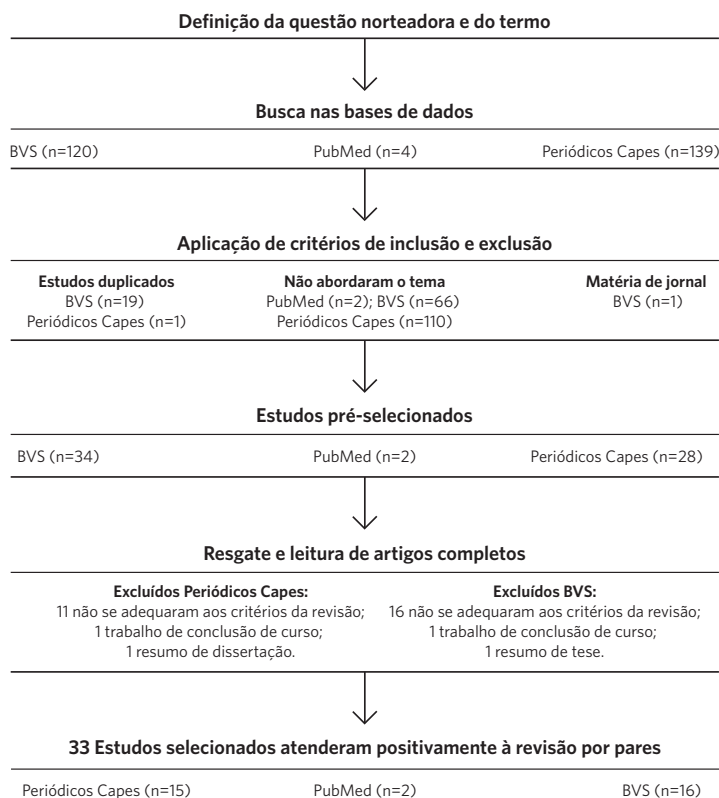 Definição da questão norteadora e do termo
Busca nas bases de dados
BVS (n=120) PubMed (n=4) Periódicos Capes (n=139)
Aplicação de critérios de inclusão e exclusão
Estudos duplicados
BVS (n=19)
Periódicos Capes (n=1)
Não abordaram o tema
PubMed (n=2); BVS (n=66)
Periódicos Capes (n=110)
Matéria de jornal
BVS (n=1)
Estudos pré-selecionados
BVS (n=34) PubMed (n=2) Periódicos Capes (n=28)
Resgate e leitura de artigos completos
Excluídos Periódicos Capes:
11 não se adequaram aos critérios da revisão;
1 trabalho de conclusão de curso;
1 resumo de dissertação.
Excluídos BVS:
16 não se adequaram aos critérios da revisão;
1 trabalho de conclusão de curso;
1 resumo de tese.
33 Estudos selecionados atenderam positivamente à revisão por pares
Periódicos Capes (n=15) PubMed (n=2) BVS (n=16)